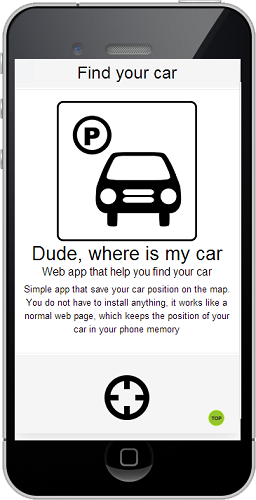 Find your car
P
Dude, where is my car
Web app that help you find your car
Simple app that save your car position on the map.
You do not have to install anything, it works like a
normal web page, which keeps the position of your
car in your phone memory
TOP